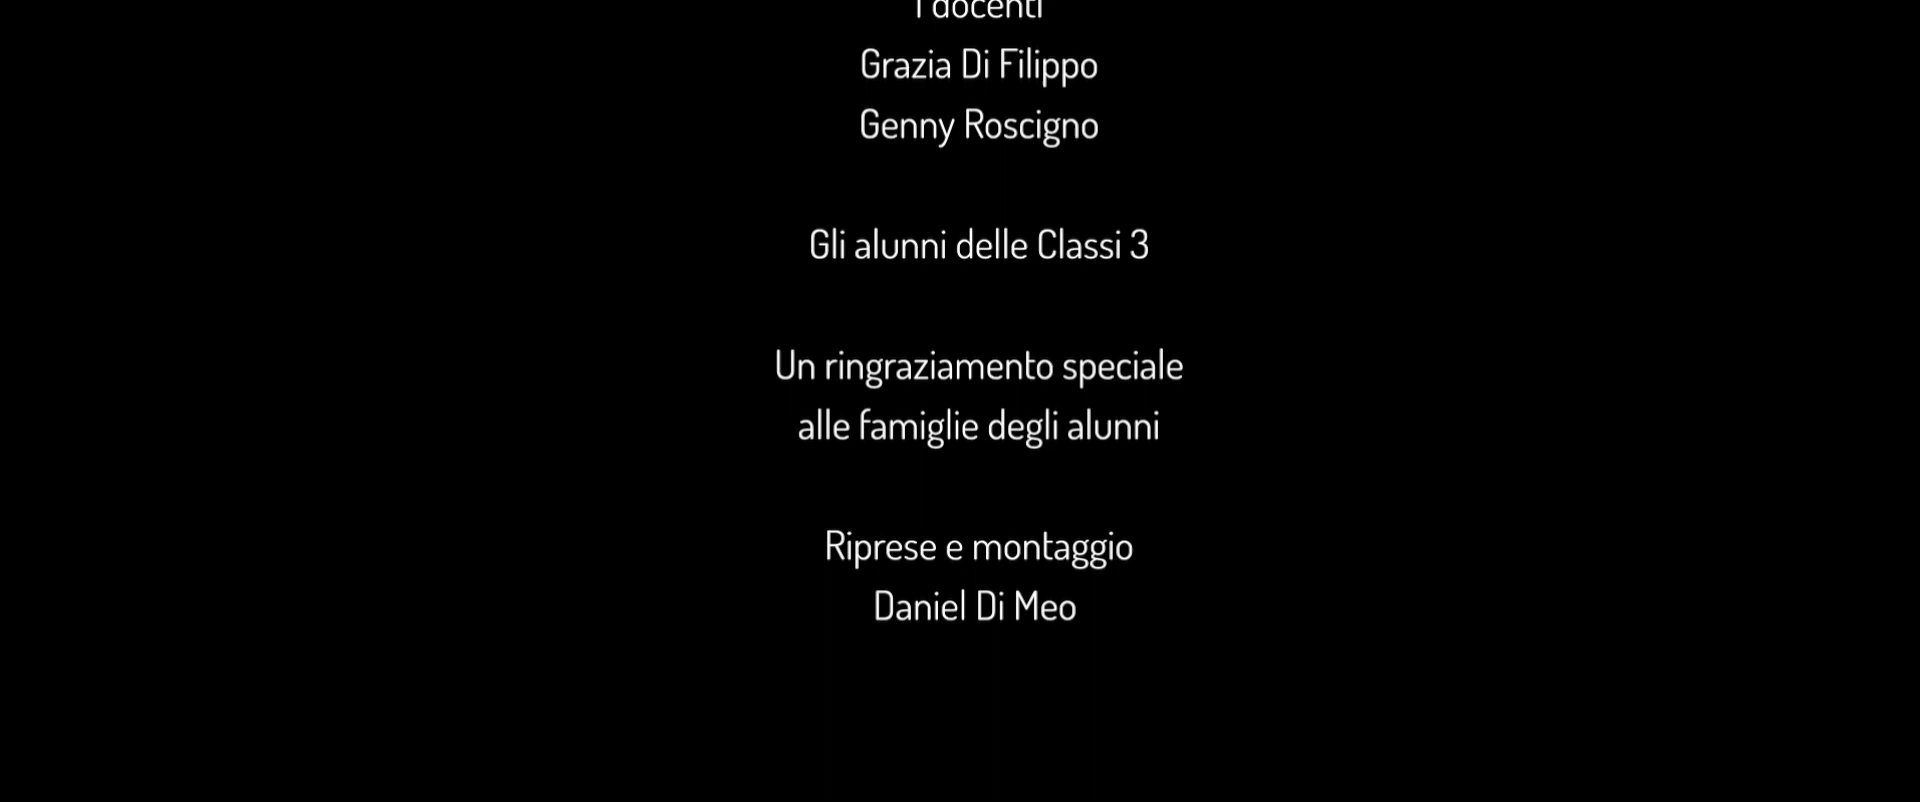 I docenti
Grazia Di Filippo
Genny Roscigno
Gli alunni delle Classi 3
Un ringraziamento speciale
alle famiglie degli alunni
Riprese e montaggio
Daniel Di Meo